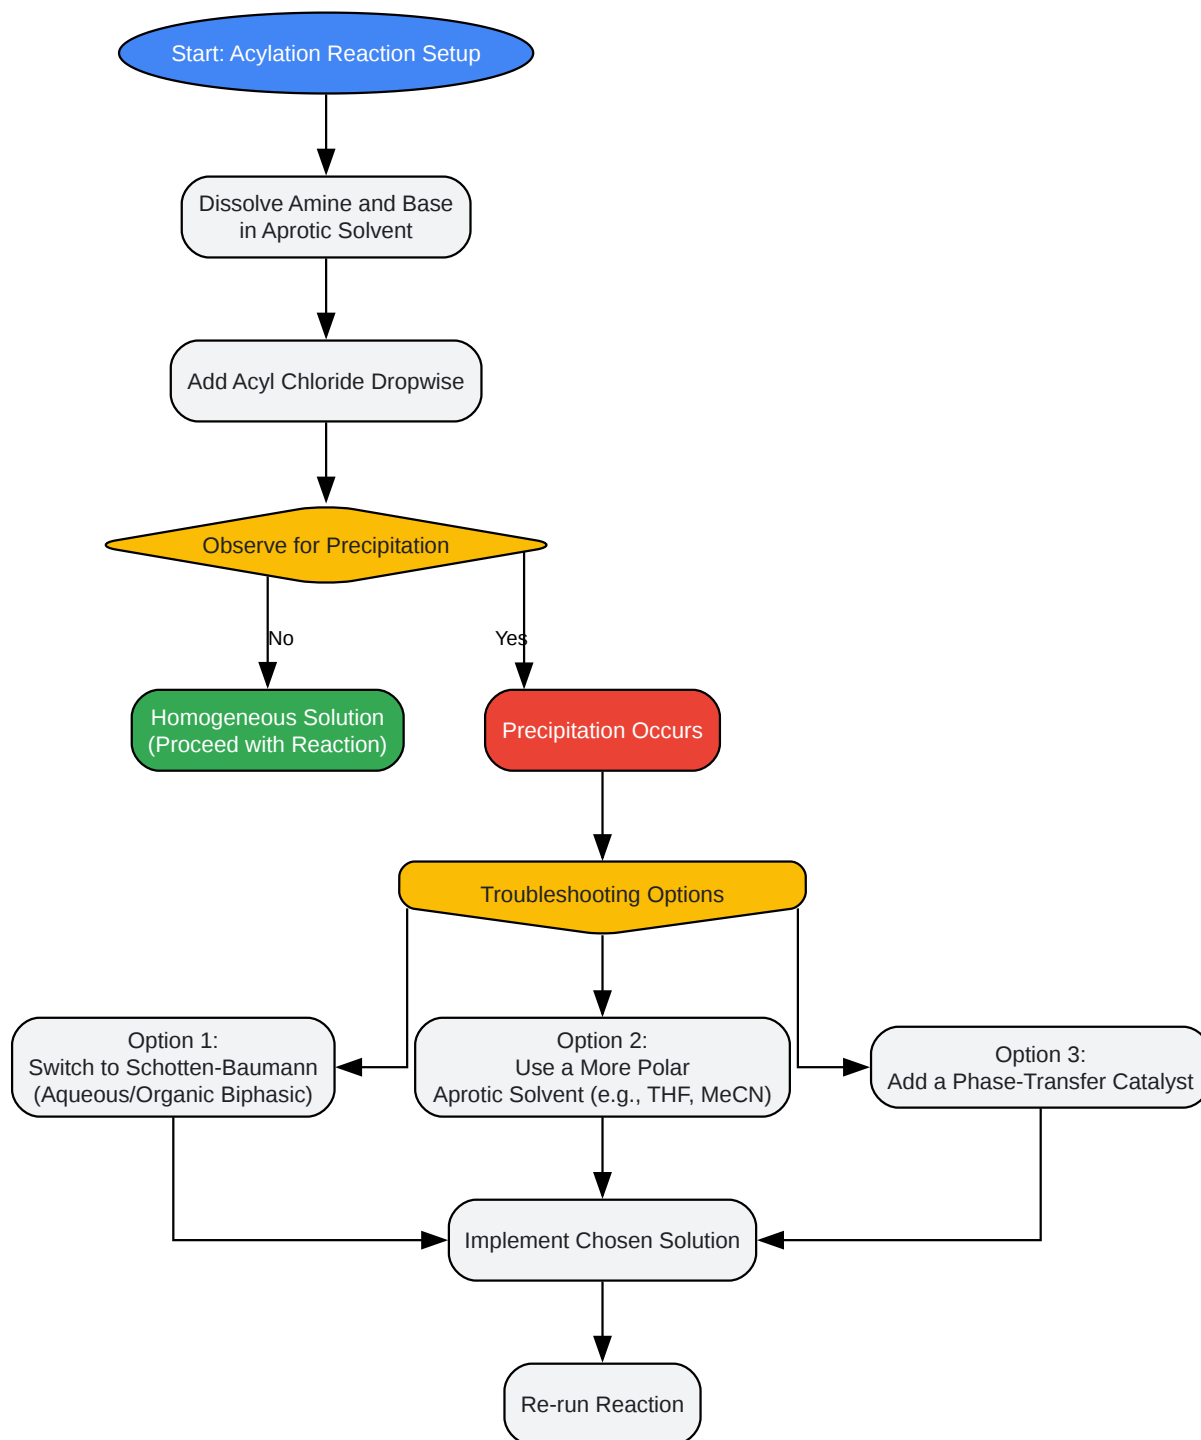 Start: Acylation Reaction Setup
Dissolve Amine and Base
in Aprotic Solvent
Add Acyl Chloride Dropwise
Observe for Precipitation
No
Yes
Homogeneous Solution
(Proceed with Reaction)
Precipitation Occurs
Troubleshooting Options
Option 1:
Switch to Schotten-Baumann
(Aqueous/Organic Biphasic)
Option 2:
Use a More Polar
Aprotic Solvent (e.g., THF, MeCN)
Option 3:
Add a Phase-Transfer Catalyst
Implement Chosen Solution
Re-run Reaction